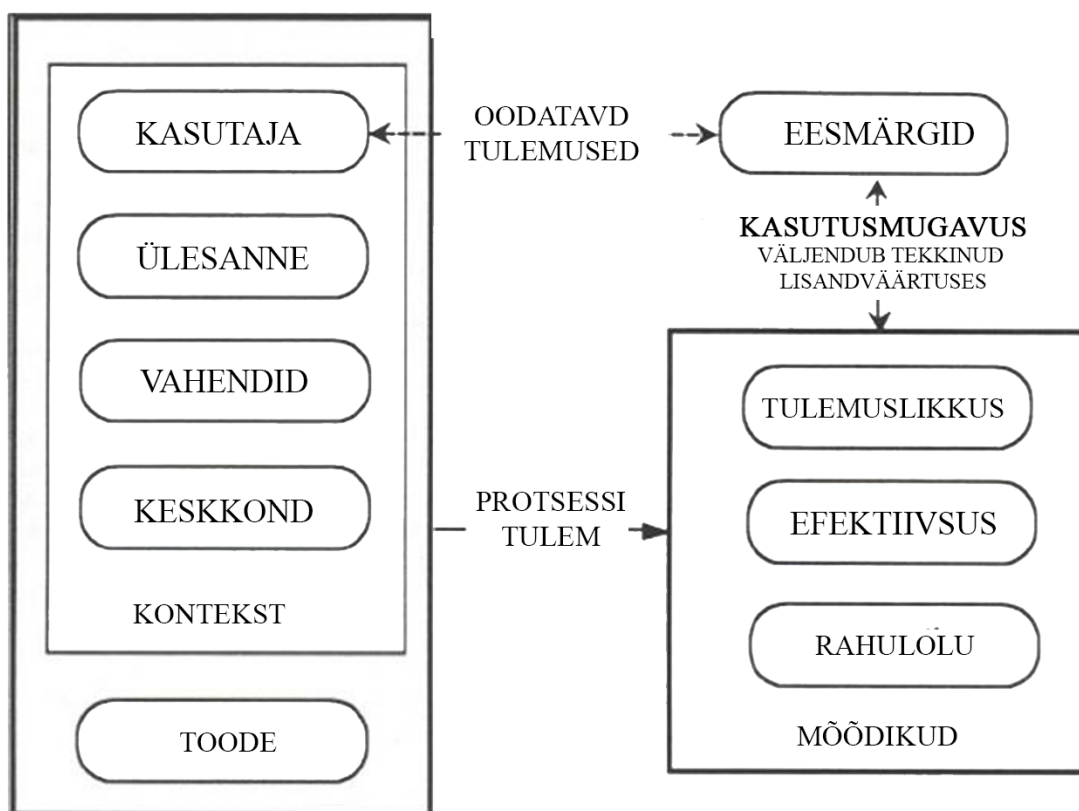 KASUTAJA
ÜLESANNE
VAHENDID
KESKKOND
KONTEKST
TOODE
OODATAVD
TULEMUSED
PROTSESSI
TULEM
EESMÄRGID
KASUTUSMUGAVUS
VÄLJENDUB TEKKINUD
LISANDVÄÄRTUSES
TULEMUSLIKKUS
EFEKTIIVSUS
RAHULOLU
MÕÕDIKUD